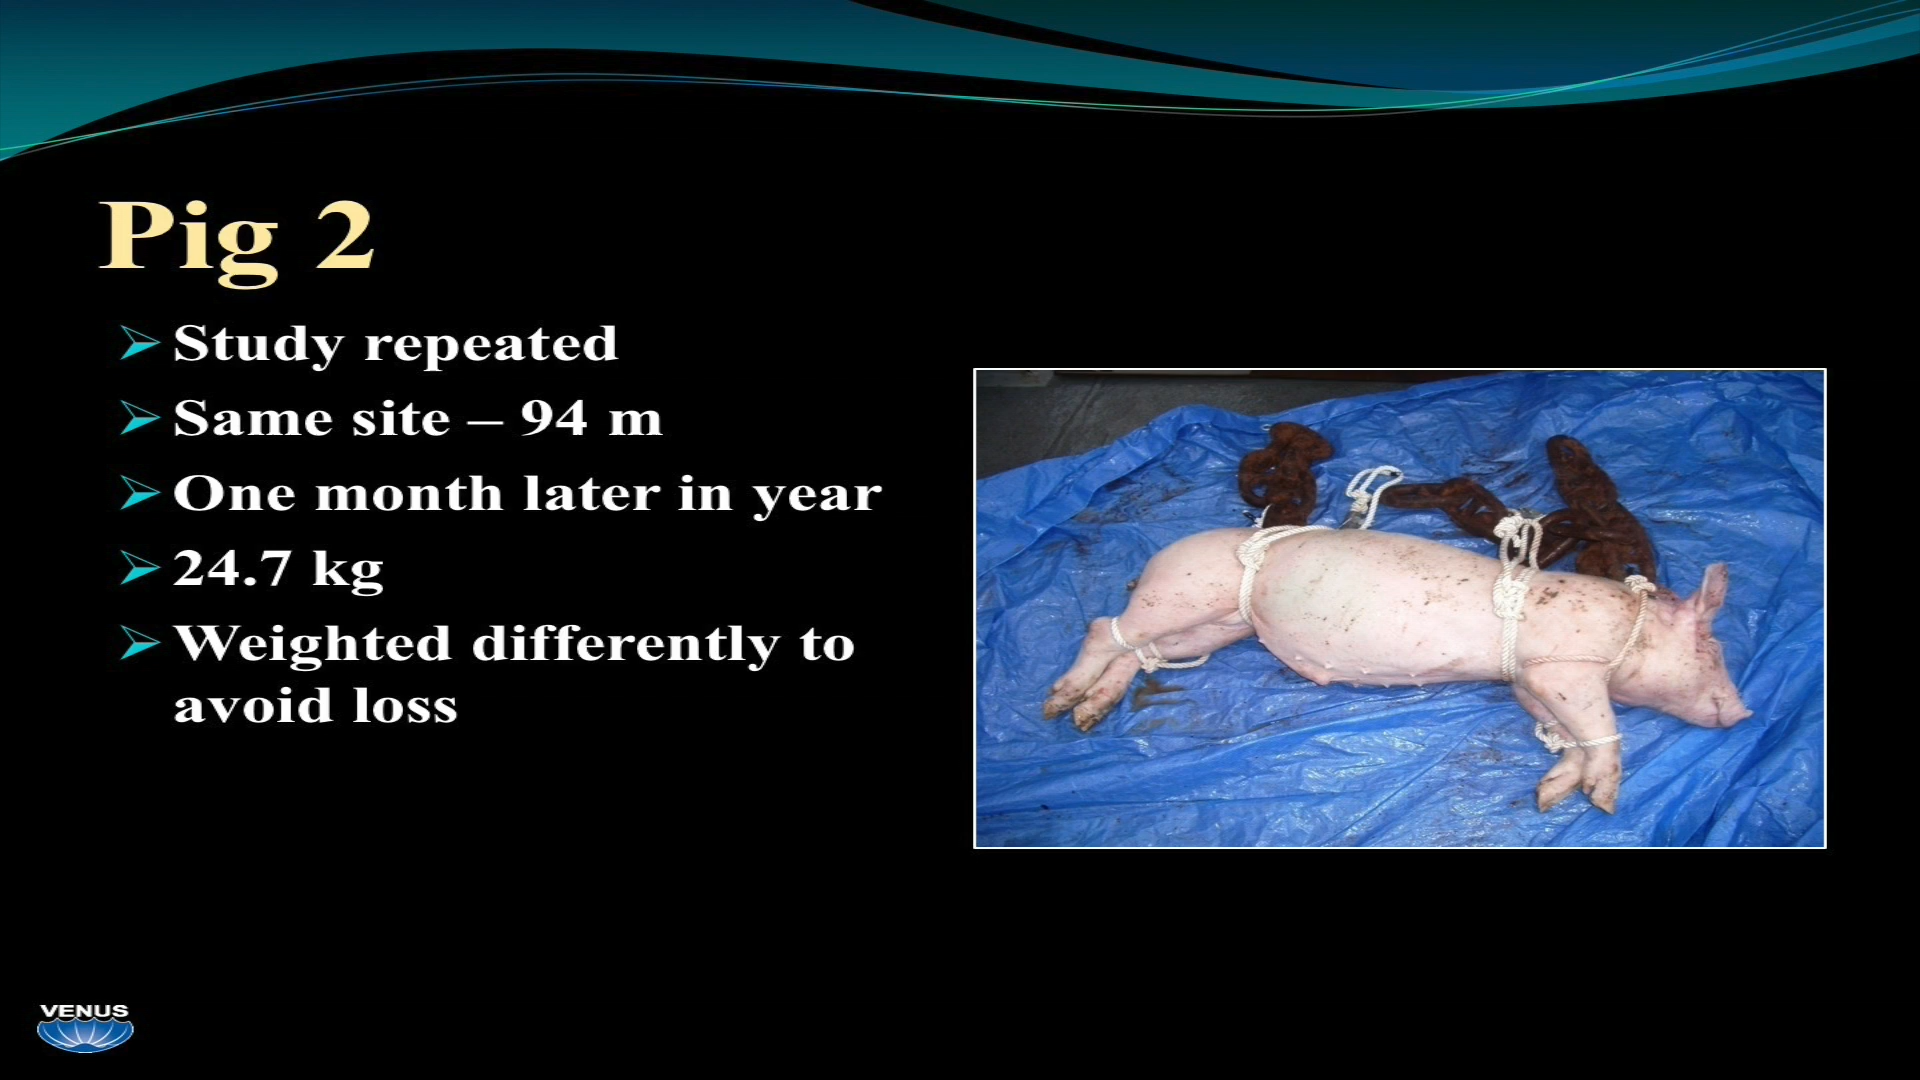 Pig 2
Study repeated
Same site – 94 m
One month later in year
24.7 kg
Weighted differently to
avoid loss
VENUS